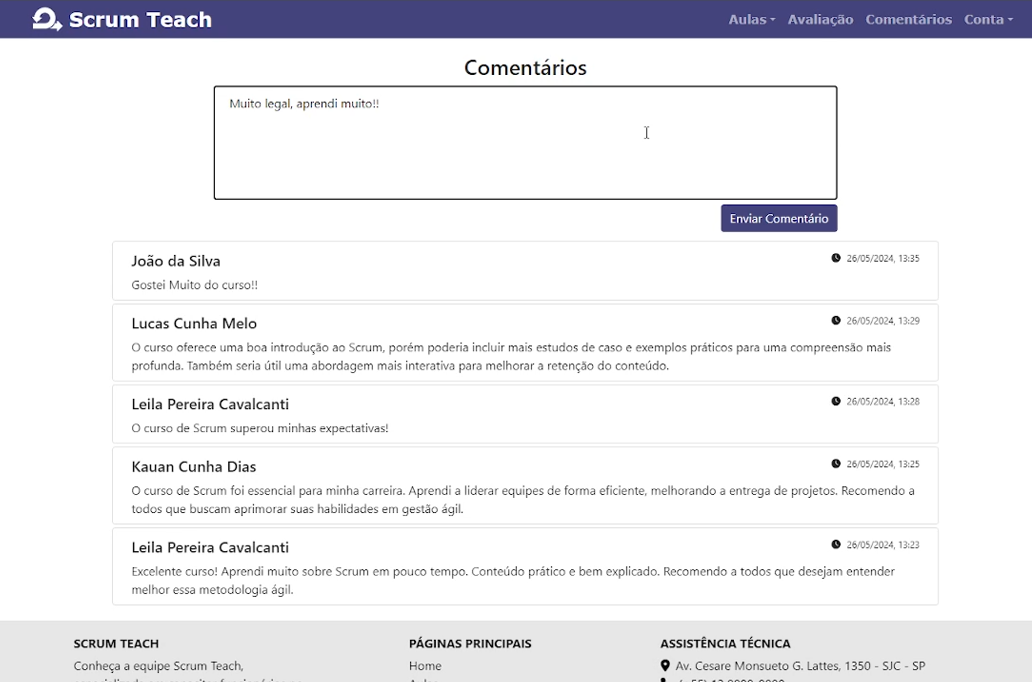 Scrum Teach
Aulas Avaliação Comentários Conta
Comentários
Muito legal, aprendi muito!!
Enviar Comentário
João da Silva
26/05/2024, 13:35
Gostei Muito do curso!!
Lucas Cunha Melo
26/05/2024, 13:29
O curso oferece uma boa introdução ao Scrum, porém poderia incluir mais estudos de caso e exemplos práticos para uma compreensão mais
profunda. Também seria útil uma abordagem mais interativa para melhorar a retenção do conteúdo.
Leila Pereira Cavalcanti
26/05/2024, 13:28
O curso de Scrum superou minhas expectativas!
Kauan Cunha Dias
26/05/2024, 13:25
O curso de Scrum foi essencial para minha carreira. Aprendi a liderar equipes de forma eficiente, melhorando a entrega de projetos. Recomendo a
todos que buscam aprimorar suas habilidades em gestão ágil.
Leila Pereira Cavalcanti
26/05/2024, 13:23
Excelente curso! Aprendi muito sobre Scrum em pouco tempo. Conteúdo prático e bem explicado. Recomendo a todos que desejam entender
melhor essa metodologia ágil.
SCRUM TEACH
Conheça a equipe Scrum Teach,
PÁGINAS PRINCIPAIS
Home
ASSISTÊNCIA TÉCNICA
Av. Cesare Monsueto G. Lattes, 1350 - SJC - SP